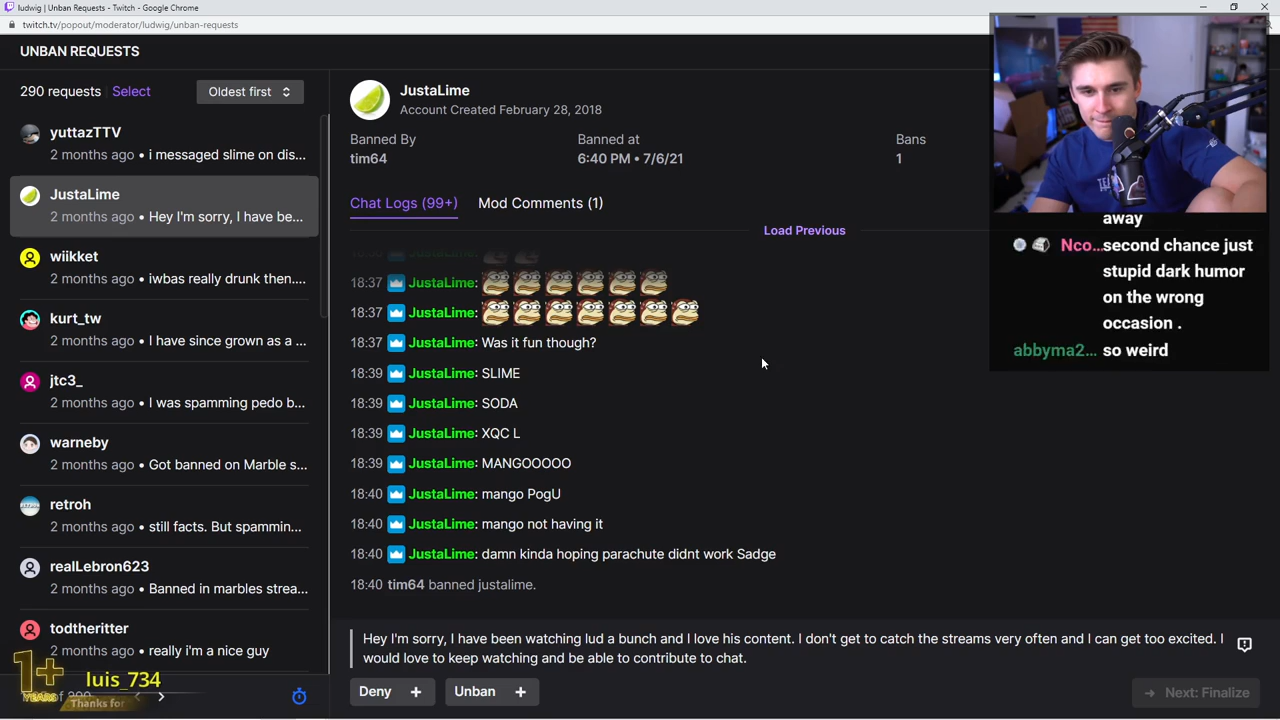 ludwig | Unban Requests - Twitch - Google Chrome
twitch.tv/popout/moderator/ludwig/unban-requests
UNBAN REQUESTS
290 requests Select Oldest first
yuttazTTV
2 months ago • i messaged slime on dis...
JustaLime
2 months ago • Hey I'm sorry, I have be...
wiikket
2 months ago • iwbas really drunk then....
kurt_tw
2 months ago • I have since grown as a ...
jtc3_
2 months ago • I was spamming pedo b...
warneby
2 months ago • Got banned on Marble s...
retroh
2 months ago • still facts. But spammin...
realLebron623
2 months ago • Banned in marbles strea...
todtheritter
2 months ago • really i'm a nice guy
1+
YEARS
luis_734
Thanks for
JustaLime
Account Created February 28, 2018
Banned By Banned at Bans
tim64 6:40 PM • 7/6/21 1
Chat Logs (99+) Mod Comments (1)
Load Previous
18:37 JustaLime:
18:37 JustaLime:
18:37 JustaLime: Was it fun though?
18:39 JustaLime: SLIME
18:39 JustaLime: SODA
18:39 JustaLime: XQC L
18:39 JustaLime: MANGOOOOO
18:40 JustaLime: mango PogU
18:40 JustaLime: mango not having it
18:40 JustaLime: damn kinda hoping parachute didnt work Sadge
18:40 tim64 banned justalime.
Hey I'm sorry, I have been watching lud a bunch and I love his content. I don't get to catch the streams very often and I can get too excited. I
would love to keep watching and be able to contribute to chat.
Deny + Unban + Next: Finalize
away
Nco... second chance just
stupid dark humor
on the wrong
occasion .
abbyma2... so weird